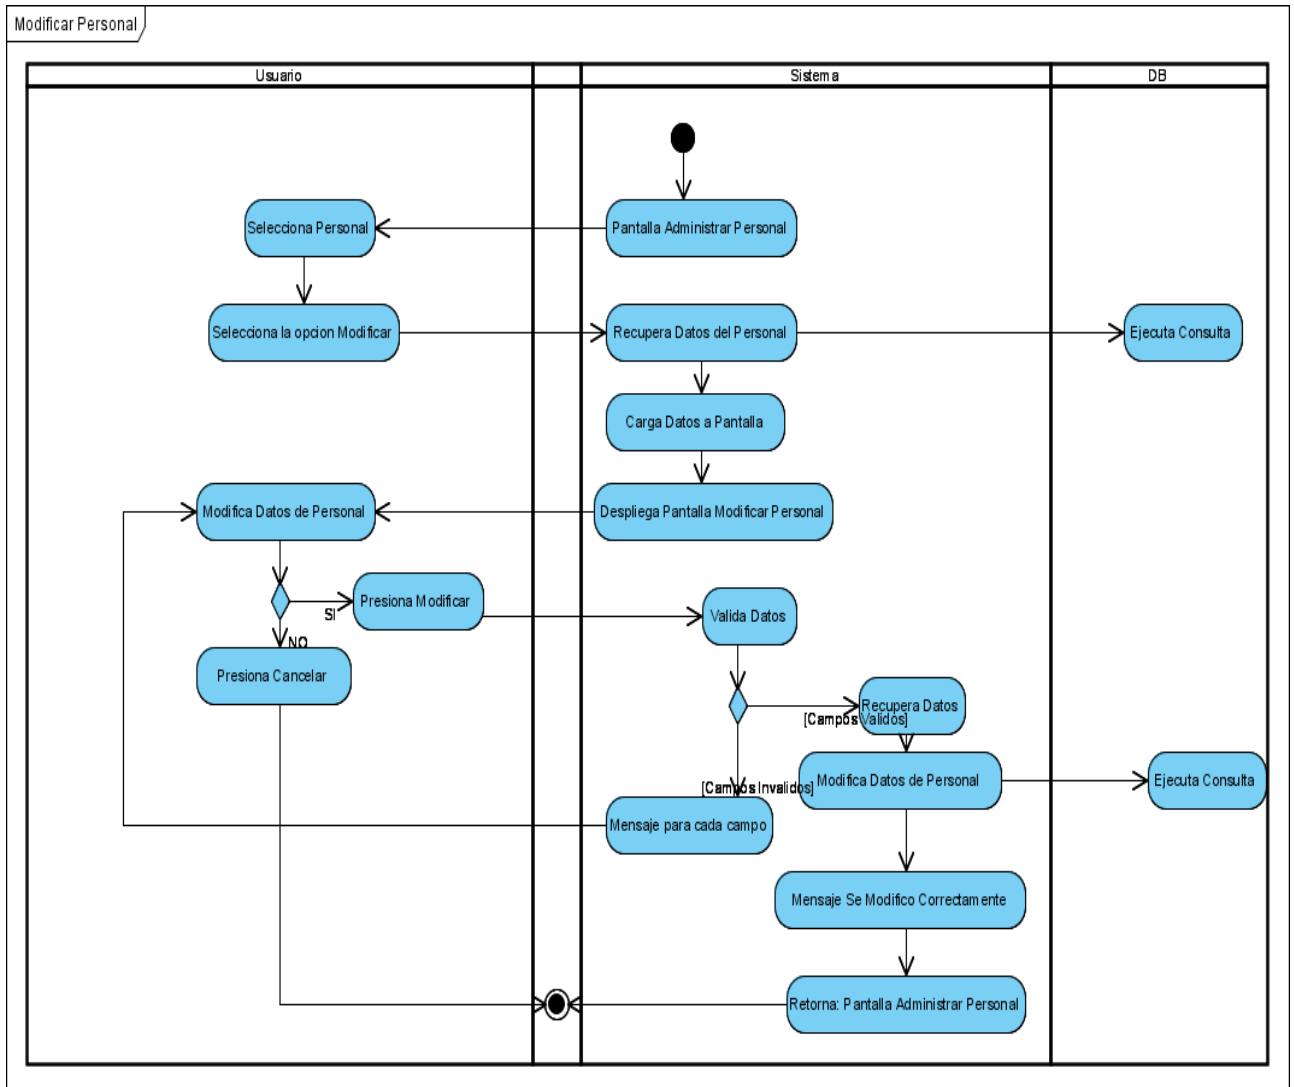 Modificar Personal
Usuario
Sistema
DB
Selecciona Personal
Pantalla Administrar Personal
Selecciona la opcion Modificar
Recupera Datos del Personal
Ejecuta Consulta
Carga Datos a Pantalla
Modifica Datos de Personal
Despliega Pantalla Modificar Personal
SI
Presiona Modificar
Valida Datos
NO
Presiona Cancelar
Recupera Datos
[Campos Validos]
Modifica Datos de Personal
Ejecuta Consulta
[Campos Invalidos]
Mensaje para cada campo
Mensaje Se Modifico Correctamente
Retorna: Pantalla Administrar Personal